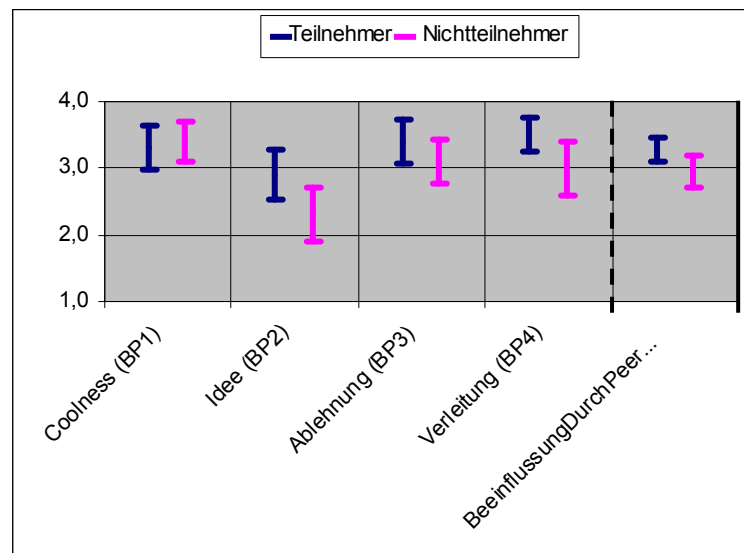 Teilnehmer Nichtteilnehmer
4,0
3,0
2,0
1,0
Coolness (BP1)
Idee (BP2)
Ablehnung (BP3)
Verleitung (BP4)
BeeinflussungDurchPeer...